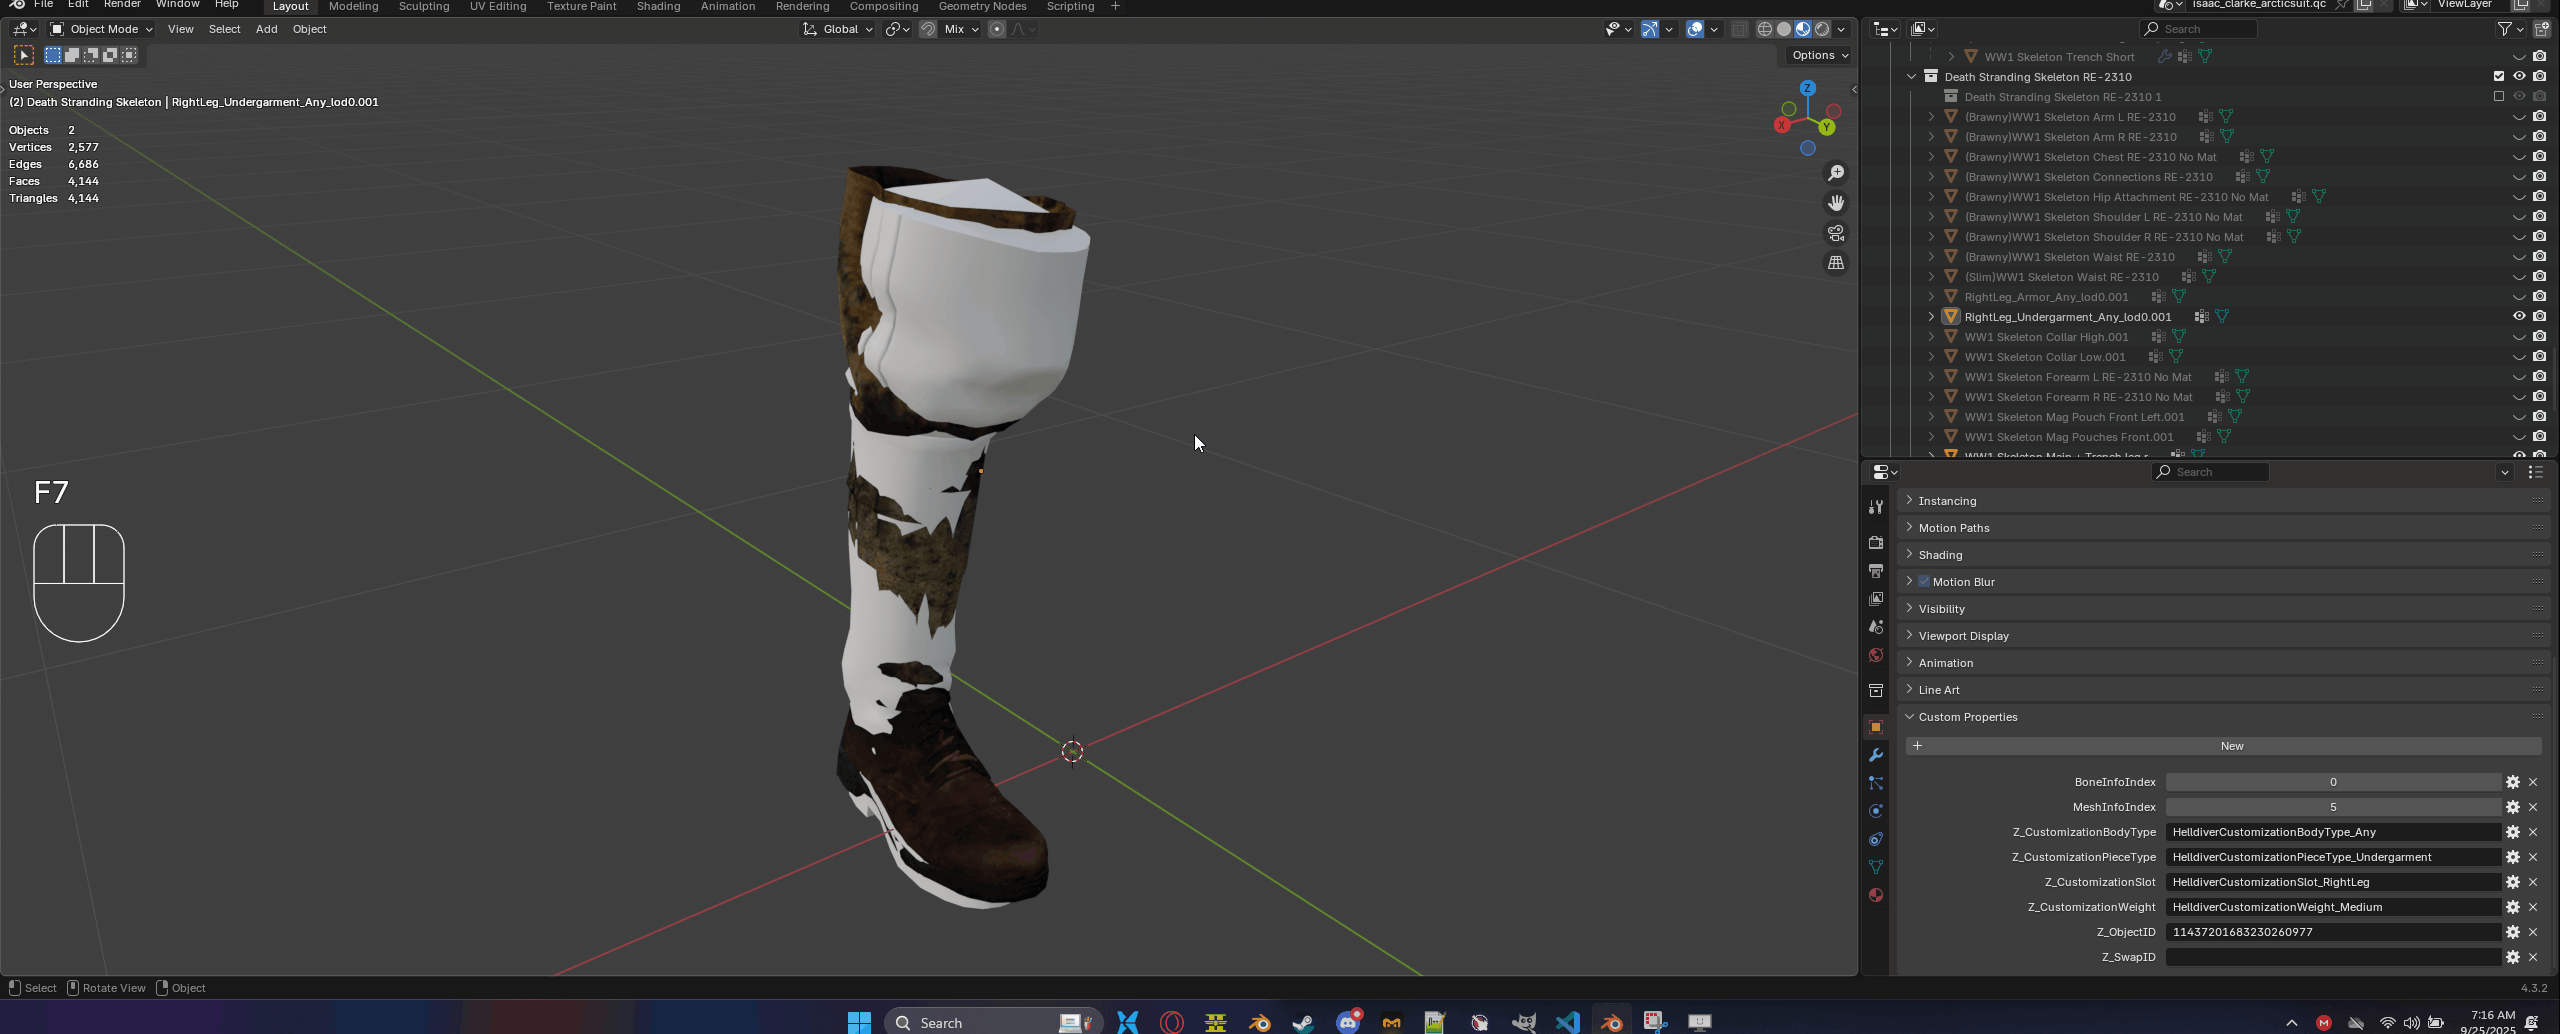 File Edit Render Window Help Layout Modeling Sculpting UV Editing Texture Paint Shading Animation Rendering Compositing Geometry Nodes Scripting + isaac_clarke_arcticsuit.qc ViewLayer
Object Mode View Select Add Object Global Mix Search
Options
User Perspective
(2) Death Stranding Skeleton | RightLeg_Undergarment_Any_lod0.001
Objects 2
Vertices 2,577
Edges 6,686
Faces 4,144
Triangles 4,144
Z
X
Y
F7
WW1 Skeleton Trench Short
Death Stranding Skeleton RE-2310
Death Stranding Skeleton RE-2310 1
(Brawny)WW1 Skeleton Arm L RE-2310
(Brawny)WW1 Skeleton Arm R RE-2310
(Brawny)WW1 Skeleton Chest RE-2310 No Mat
(Brawny)WW1 Skeleton Connections RE-2310
(Brawny)WW1 Skeleton Hip Attachment RE-2310 No Mat
(Brawny)WW1 Skeleton Shoulder L RE-2310 No Mat
(Brawny)WW1 Skeleton Shoulder R RE-2310 No Mat
(Brawny)WW1 Skeleton Waist RE-2310
(Slim)WW1 Skeleton Waist RE-2310
RightLeg_Armor_Any_lod0.001
RightLeg_Undergarment_Any_lod0.001
WW1 Skeleton Collar High.001
WW1 Skeleton Collar Low.001
WW1 Skeleton Forearm L RE-2310 No Mat
WW1 Skeleton Forearm R RE-2310 No Mat
WW1 Skeleton Mag Pouch Front Left.001
WW1 Skeleton Mag Pouches Front.001
WW1 Skeleton Main + Trench leg r
Search
Instancing
Motion Paths
Shading
Motion Blur
Visibility
Viewport Display
Animation
Line Art
Custom Properties
+ New
BoneInfoIndex 0
MeshInfoIndex 5
Z_CustomizationBodyType HelldiverCustomizationBodyType_Any
Z_CustomizationPieceType HelldiverCustomizationPieceType_Undergarment
Z_CustomizationSlot HelldiverCustomizationSlot_RightLeg
Z_CustomizationWeight HelldiverCustomizationWeight_Medium
Z_ObjectID 11437201683230260977
Z_SwapID
Select Rotate View Object 4.3.2
Search
7:16 AM
9/25/2025